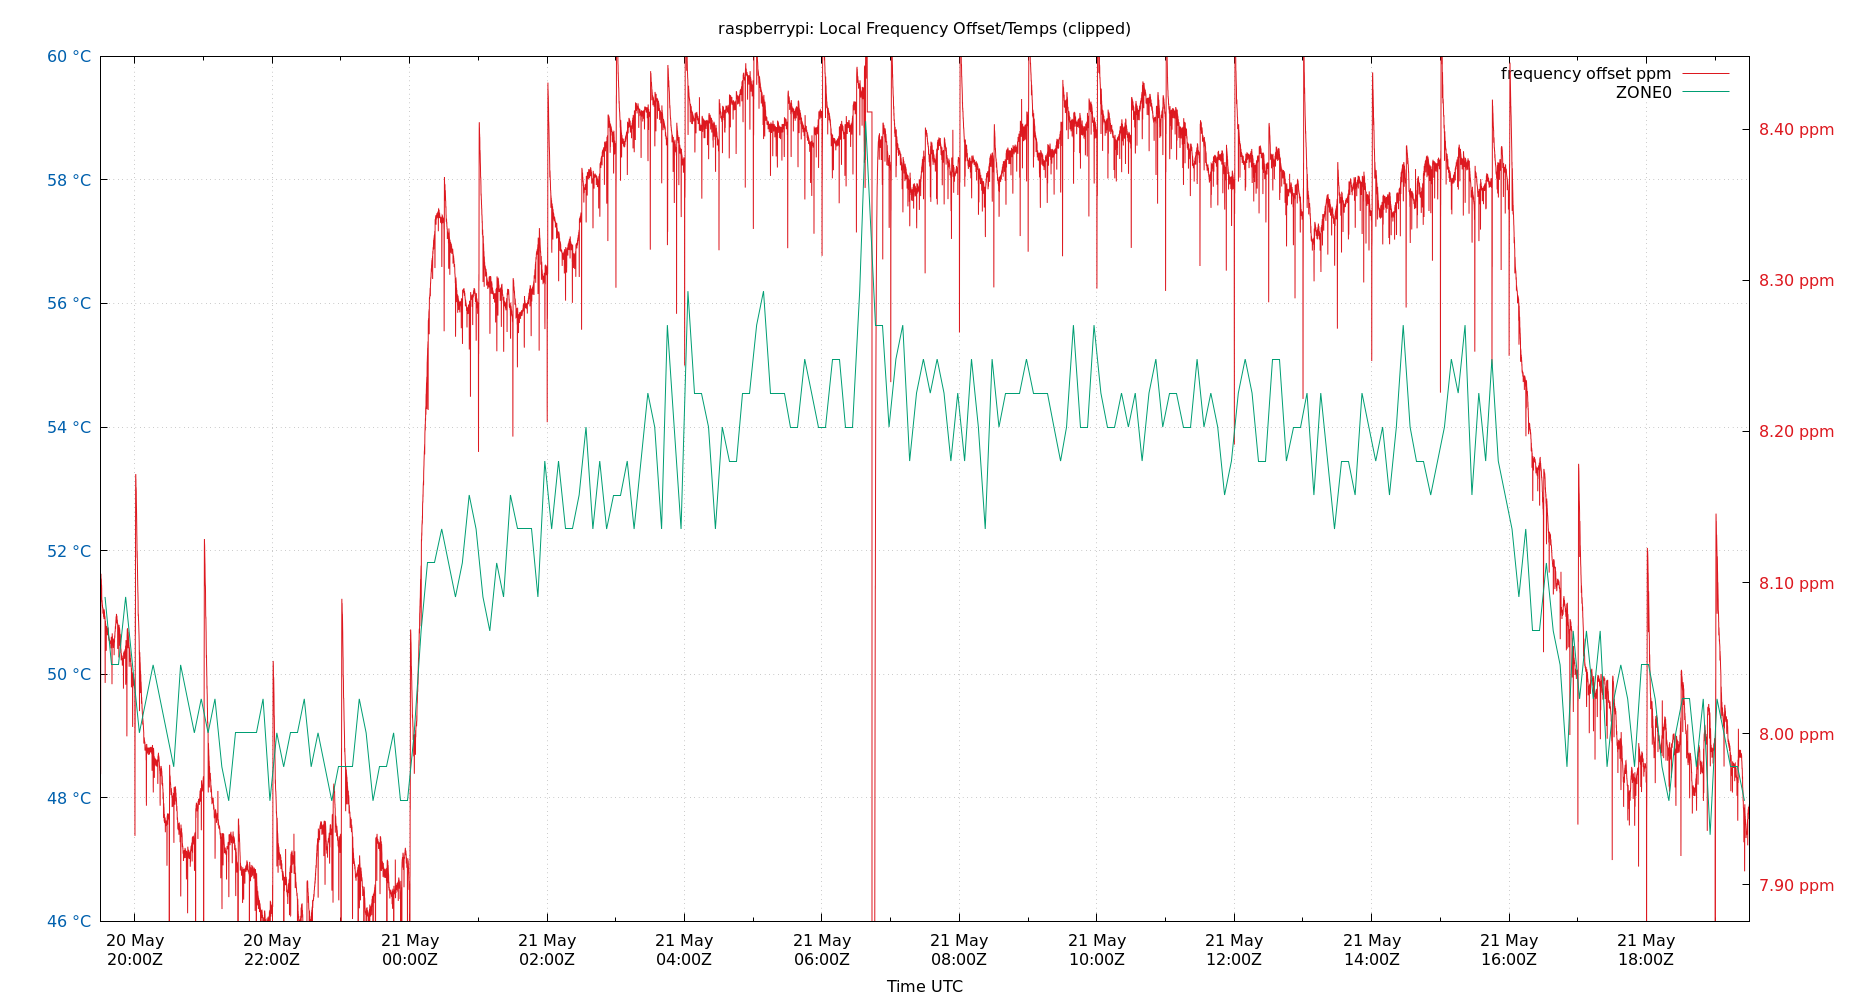 raspberrypi: Local Frequency Offset/Temps (clipped)
frequency offset ppm
ZONE0
60 °C
58 °C
56 °C
54 °C
52 °C
50 °C
48 °C
46 °C
8.40 ppm
8.30 ppm
8.20 ppm
8.10 ppm
8.00 ppm
7.90 ppm
20 May 20 May 21 May 21 May 21 May 21 May 21 May 21 May 21 May 21 May 21 May 21 May
20:00Z 22:00Z 00:00Z 02:00Z 04:00Z 06:00Z 08:00Z 10:00Z 12:00Z 14:00Z 16:00Z 18:00Z
Time UTC